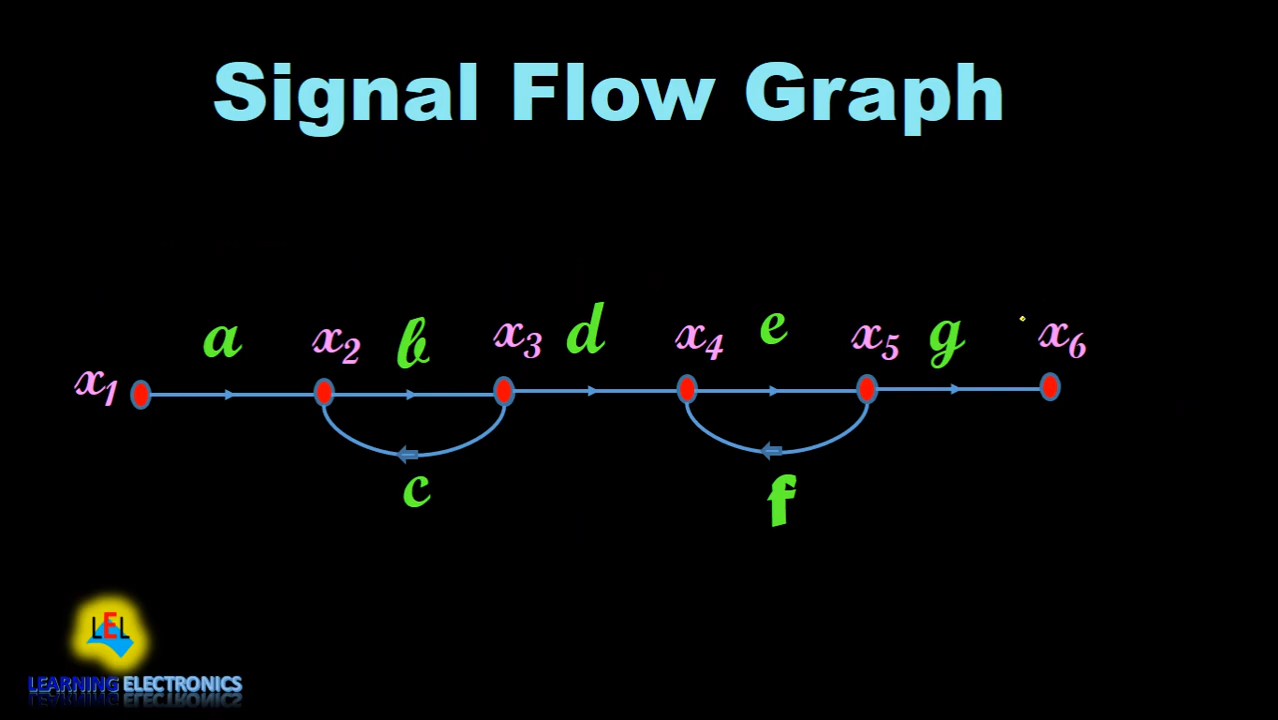 Signal Flow Graph
x1 a x2 b x3 d x4 e x5 g x6
c f
LEL
LEARNING ELECTRONICS